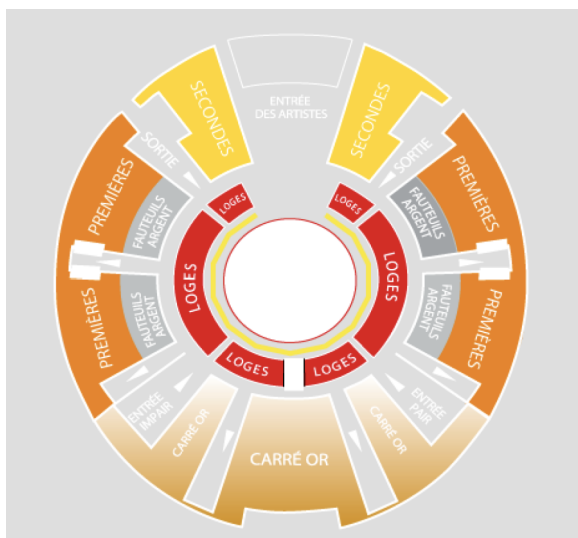 ENTRÉE
DES ARTISTES
SECONDES
SECONDES
SORTIE
SORTIE
PREMIÈRES
PREMIÈRES
FAUTEUILS
ARGENT
FAUTEUILS
ARGENT
LOGES
LOGES
LOGES
LOGES
PREMIÈRES
PREMIÈRES
FAUTEUILS
ARGENT
FAUTEUILS
ARGENT
LOGES
LOGES
ENTRÉE
IMPAIR
ENTRÉE
PAIR
CARRÉ OR
CARRÉ OR
CARRÉ OR